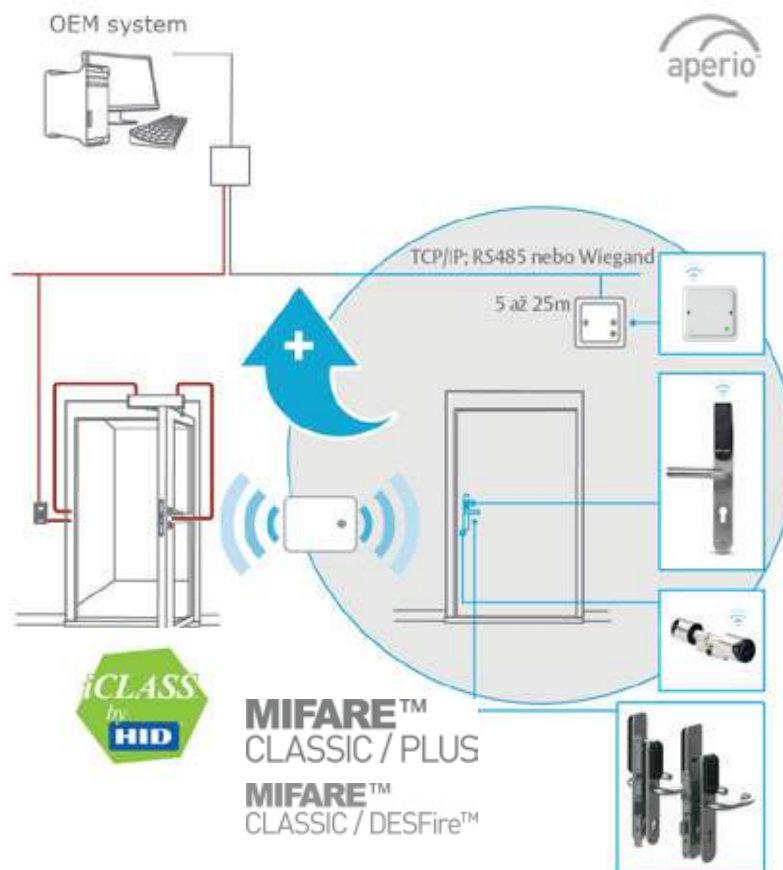 OEM system
aperio™
TCP/IP; RS485 nebo Wiegand
5 až 25m
+
iCLASS
by
HID
MIFARE™
CLASSIC / PLUS
MIFARE™
CLASSIC / DESFire™